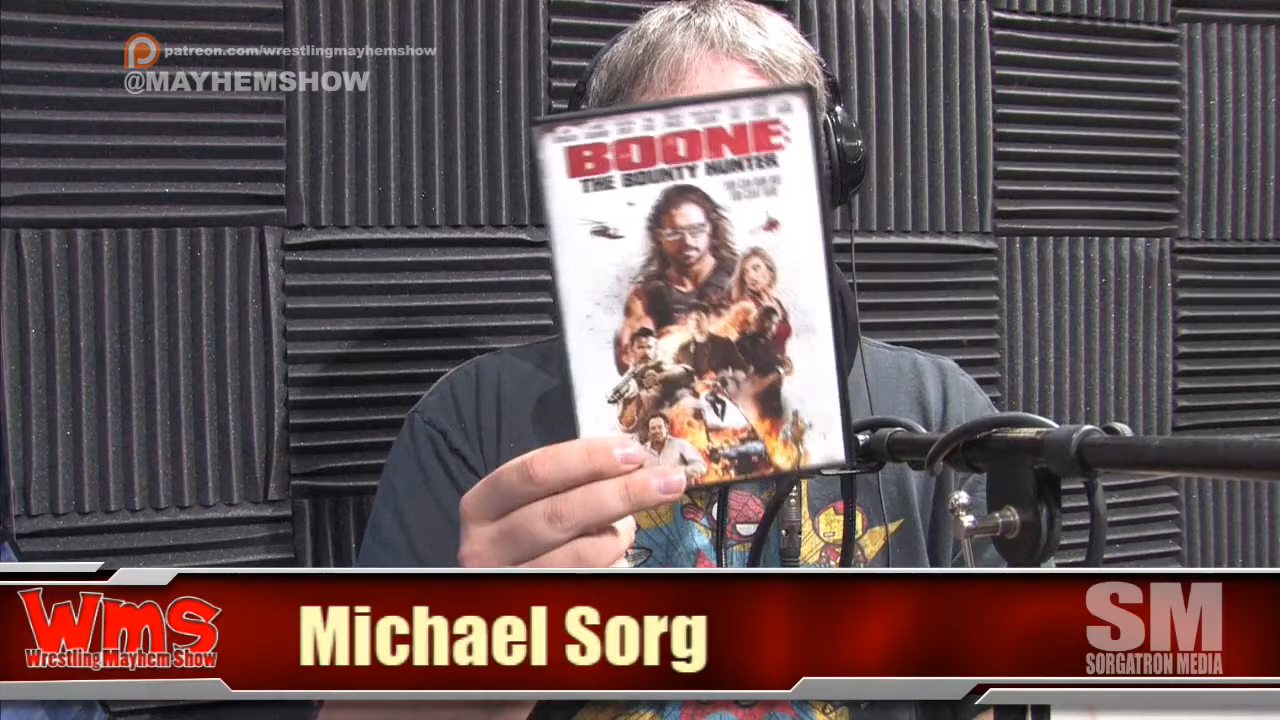 patreon.com/wrestlingmayhemshow
@MAYHEMSHOW
BOONE
THE BOUNTY HUNTER
WMS
Wrestling Mayhem Show
Michael Sorg
SM
SORGATRON MEDIA